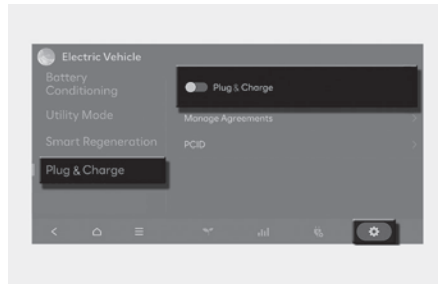 Electric Vehicle
Battery
Conditioning
Utility Mode
Smart Regeneration
Plug & Charge
Plug & Charge
Manage Agreements
PCID